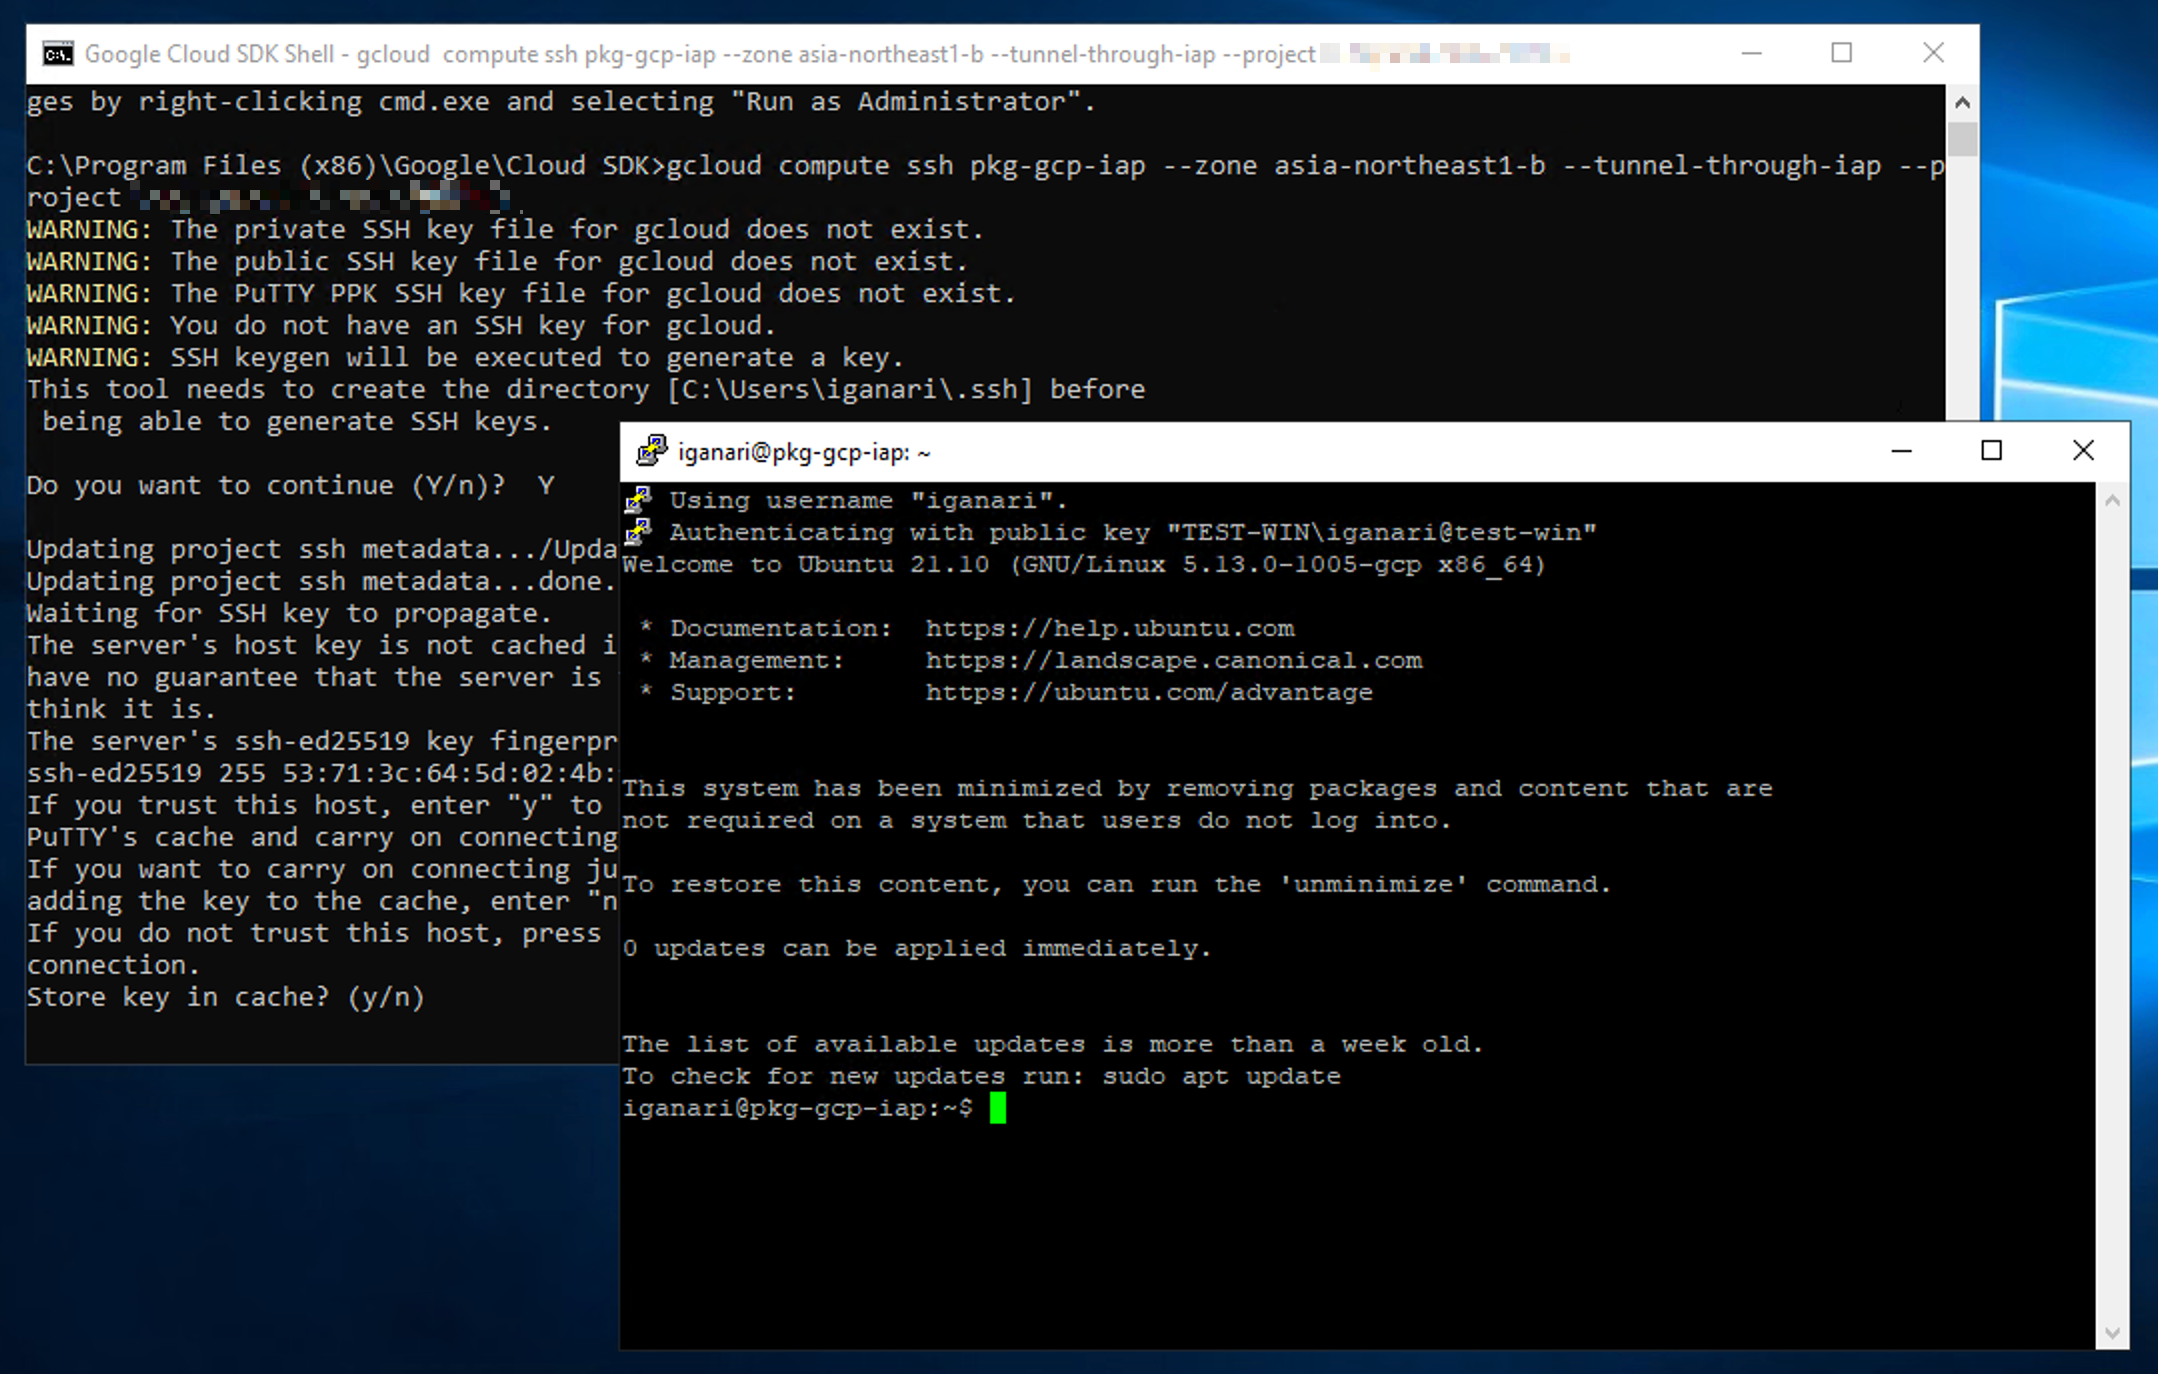 Google Cloud SDK Shell - gcloud  compute ssh pkg-gcp-iap --zone asia-northeast1-b --tunnel-through-iap --project
ges by right-clicking cmd.exe and selecting "Run as Administrator".
C:\Program Files (x86)\Google\Cloud SDK>gcloud compute ssh pkg-gcp-iap --zone asia-northeast1-b --tunnel-through-iap --p
roject
WARNING: The private SSH key file for gcloud does not exist.
WARNING: The public SSH key file for gcloud does not exist.
WARNING: The PuTTY PPK SSH key file for gcloud does not exist.
WARNING: You do not have an SSH key for gcloud.
WARNING: SSH keygen will be executed to generate a key.
This tool needs to create the directory [C:\Users\iganari\.ssh] before
 being able to generate SSH keys.
Do you want to continue (Y/n)?  Y
Updating project ssh metadata.../Upda
Updating project ssh metadata...done.
Waiting for SSH key to propagate.
The server's host key is not cached i
have no guarantee that the server is
think it is.
The server's ssh-ed25519 key fingerpr
ssh-ed25519 255 53:71:3c:64:5d:02:4b:
If you trust this host, enter "y" to
PuTTY's cache and carry on connecting
If you want to carry on connecting ju
adding the key to the cache, enter "n
If you do not trust this host, press
connection.
Store key in cache? (y/n)
iganari@pkg-gcp-iap: ~
Using username "iganari".
Authenticating with public key "TEST-WIN\iganari@test-win"
Welcome to Ubuntu 21.10 (GNU/Linux 5.13.0-1005-gcp x86_64)
* Documentation:  https://help.ubuntu.com
* Management:     https://landscape.canonical.com
* Support:        https://ubuntu.com/advantage
This system has been minimized by removing packages and content that are
not required on a system that users do not log into.
To restore this content, you can run the 'unminimize' command.
0 updates can be applied immediately.
The list of available updates is more than a week old.
To check for new updates run: sudo apt update
iganari@pkg-gcp-iap:~$